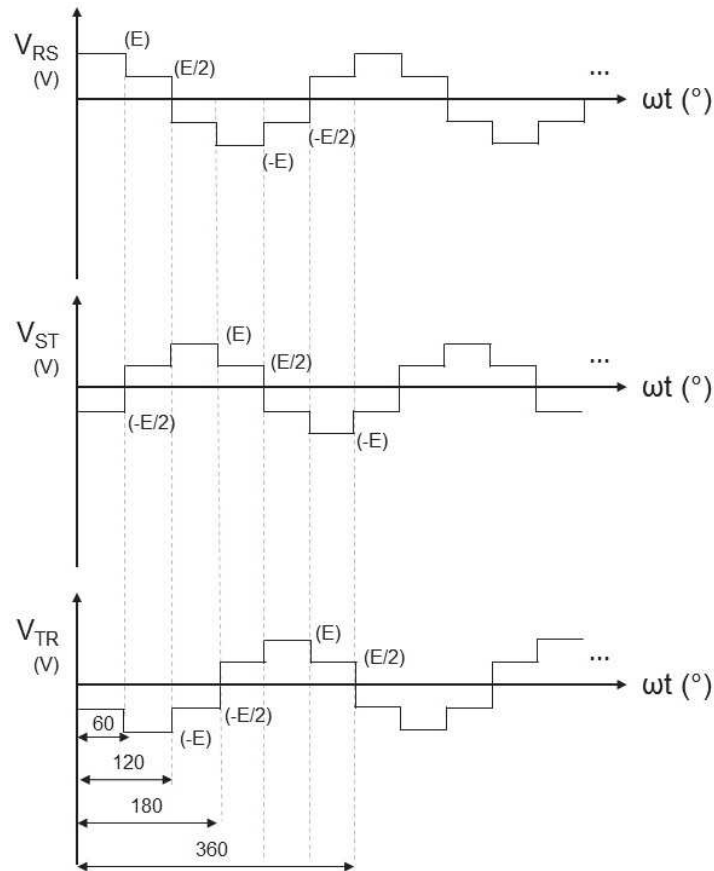 V_RS
(V)
(E)
(E/2)
(-E)
(-E/2)
...
ωt (°)
V_ST
(V)
(-E/2)
(E)
(E/2)
(-E)
...
ωt (°)
V_TR
(V)
(-E)
(-E/2)
(E)
(E/2)
...
ωt (°)
60
120
180
360